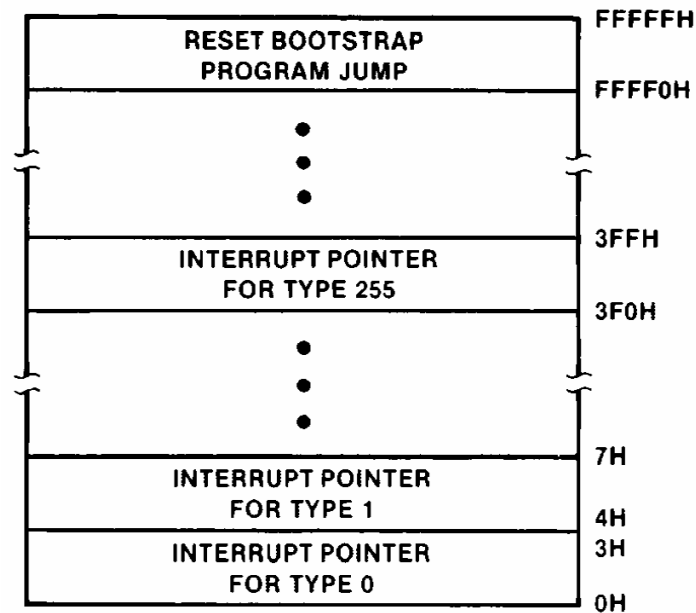 FFFFFH
RESET BOOTSTRAP
PROGRAM JUMP
FFFF0H
3FFH
INTERRUPT POINTER
FOR TYPE 255
3F0H
7H
INTERRUPT POINTER
FOR TYPE 1
4H
3H
INTERRUPT POINTER
FOR TYPE 0
0H